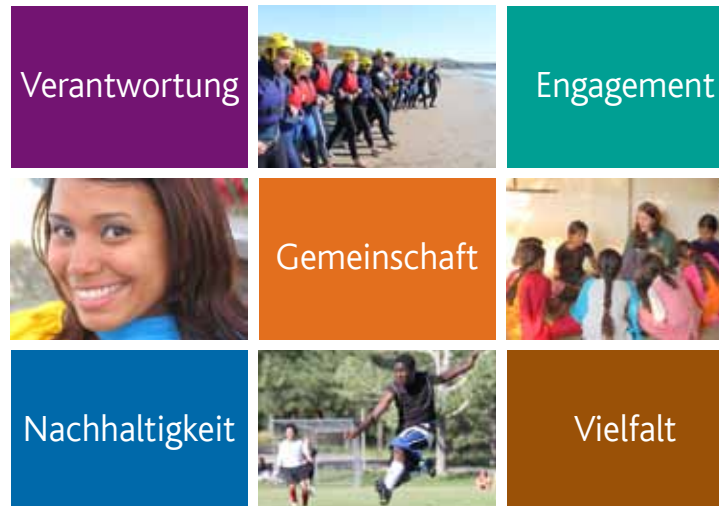 Verantwortung
Engagement
Gemeinschaft
Nachhaltigkeit
Vielfalt